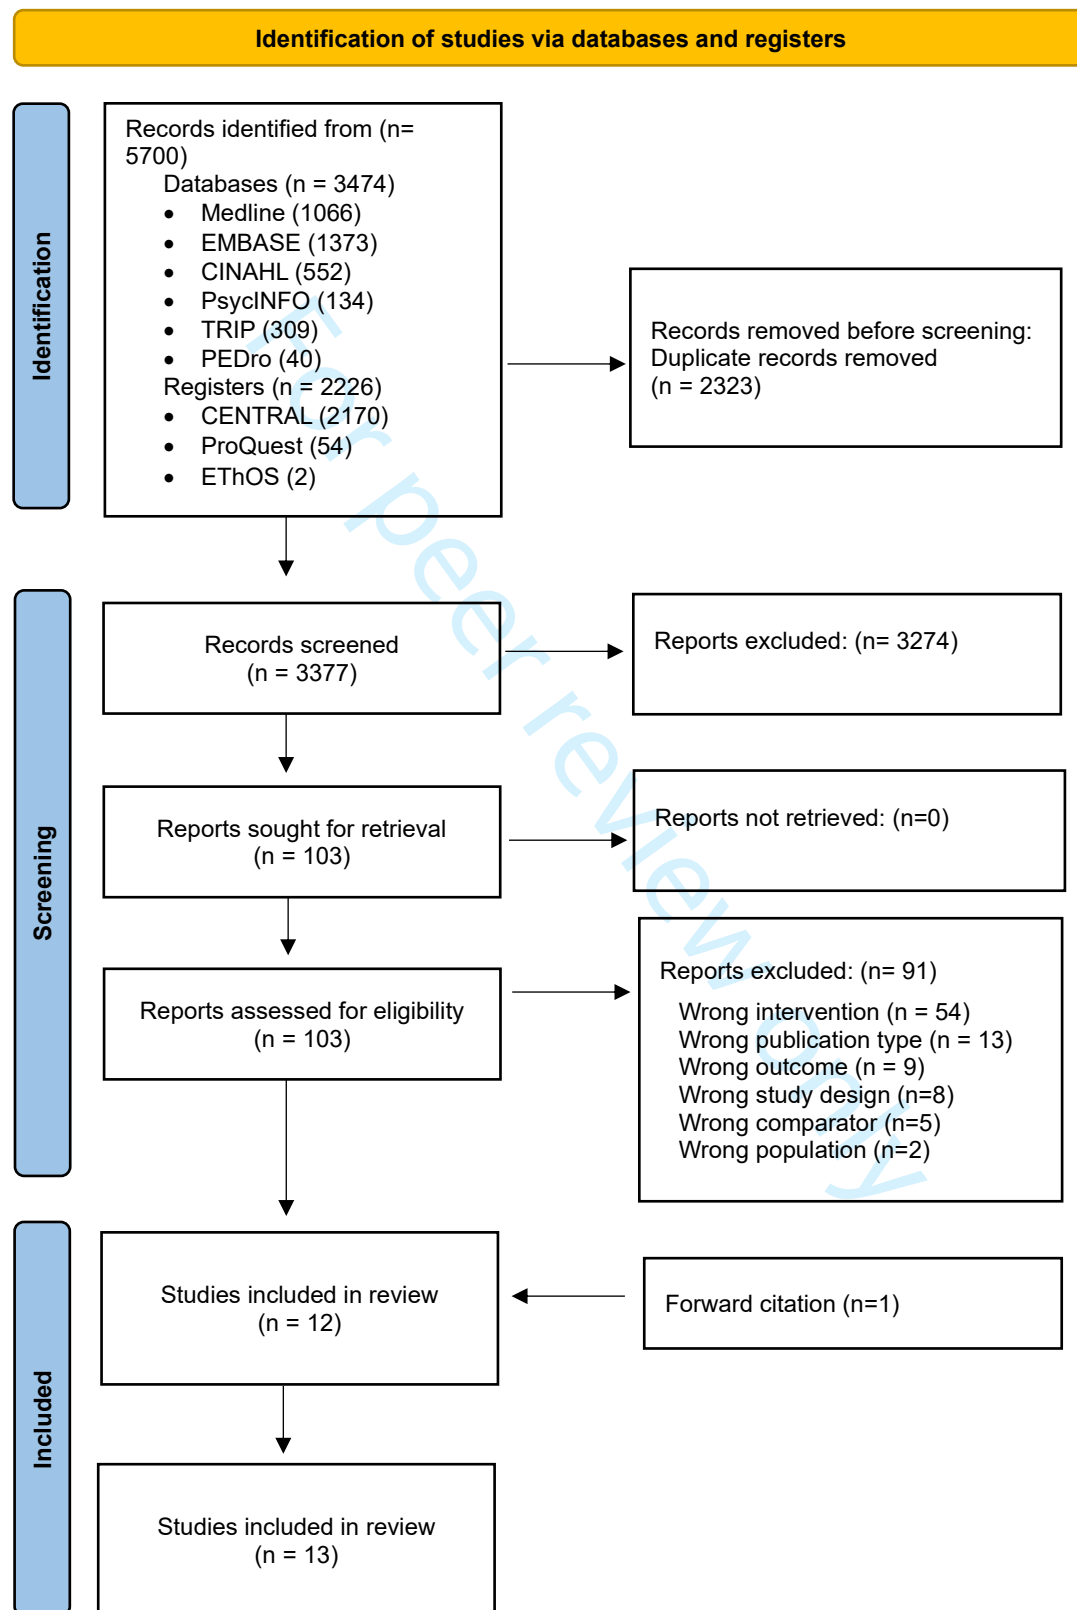 Identification of studies via databases and registers
Identification
Records identified from (n=
5700)
Databases (n = 3474)
• Medline (1066)
• EMBASE (1373)
• CINAHL (552)
• PsycINFO (134)
• TRIP (309)
• PEDro (40)
Registers (n = 2226)
• CENTRAL (2170)
• ProQuest (54)
• EThOS (2)
Records removed before screening:
Duplicate records removed
(n = 2323)
Screening
Records screened
(n = 3377)
Reports excluded: (n= 3274)
Reports sought for retrieval
(n = 103)
Reports not retrieved: (n=0)
Reports assessed for eligibility
(n = 103)
Reports excluded: (n= 91)
Wrong intervention (n = 54)
Wrong publication type (n = 13)
Wrong outcome (n = 9)
Wrong study design (n=8)
Wrong comparator (n=5)
Wrong population (n=2)
Included
Studies included in review
(n = 12)
Forward citation (n=1)
Studies included in review
(n = 13)
For peer review only